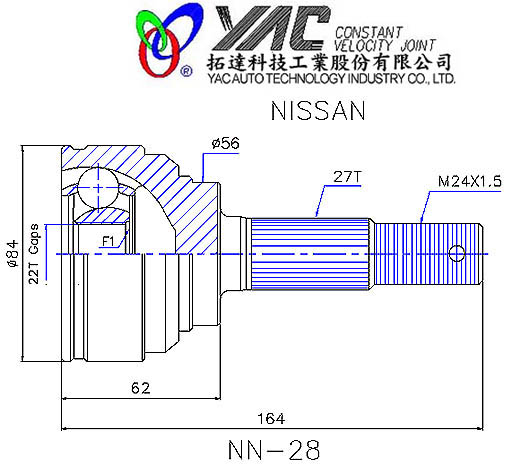 YAC CONSTANT
VELOCITY JOINT
®
拓達科技工業股份有限公司
YAC AUTO TECHNOLOGY INDUSTRY CO., LTD.
NISSAN
ø56
27T
M24X1.5
F1
22T Caps
ø84
62
164
NN-28